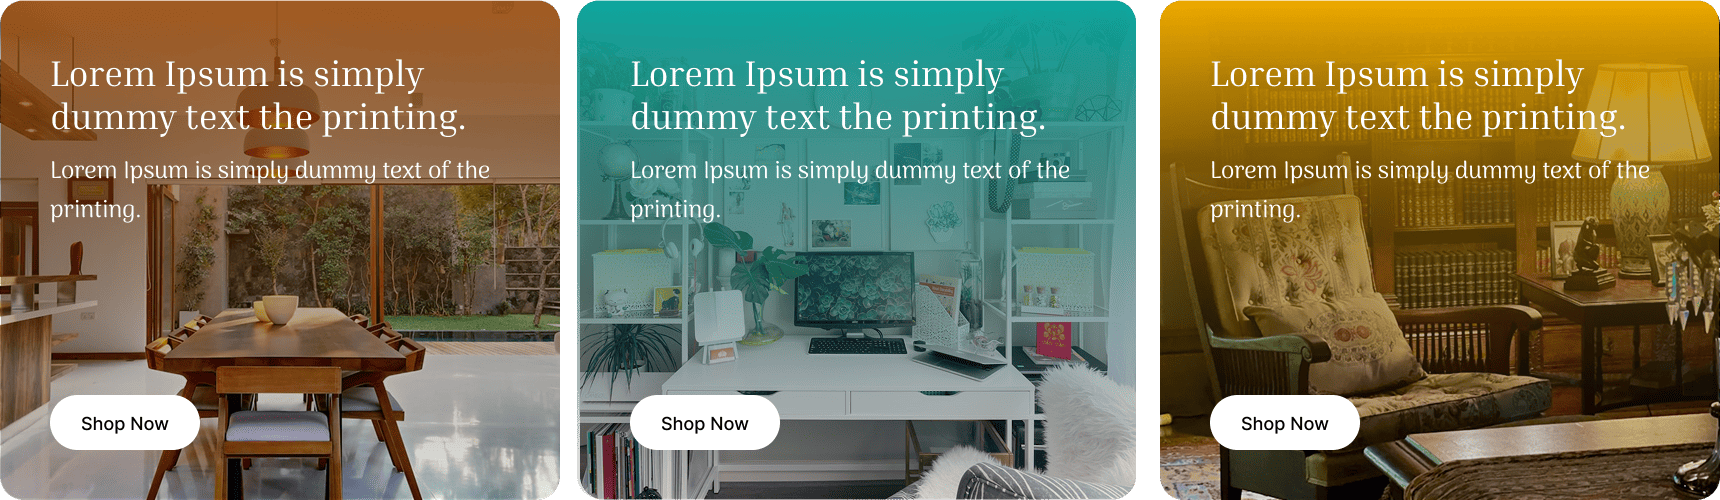 Lorem Ipsum is simply
dummy text the printing.
Lorem Ipsum is simply dummy text of the
printing.
Shop Now
Lorem Ipsum is simply
dummy text the printing.
Lorem Ipsum is simply dummy text of the
printing.
Shop Now
Lorem Ipsum is simply
dummy text the printing.
Lorem Ipsum is simply dummy text of the
printing.
Shop Now